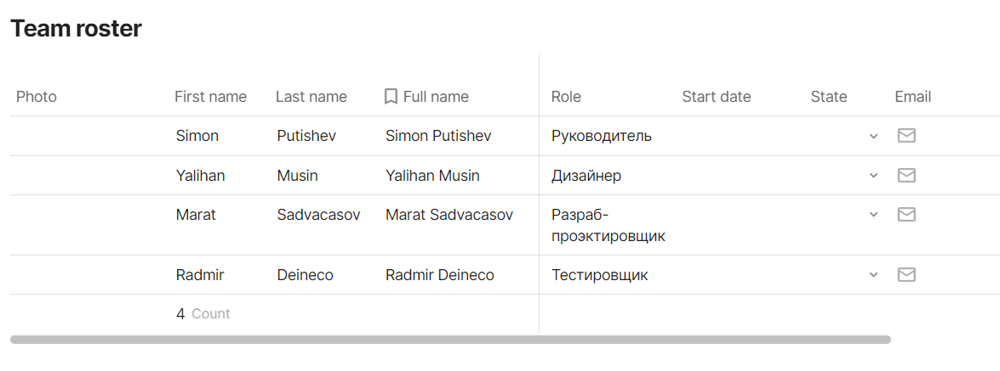 Team roster
Photo First name Last name Full name Role Start date State Email
Simon Putishev Simon Putishev Руководитель
Yalihan Musin Yalihan Musin Дизайнер
Marat Sadvacasov Marat Sadvacasov Разраб-
проэктировщик
Radmir Deineco Radmir Deineco Тестировщик
4 Count